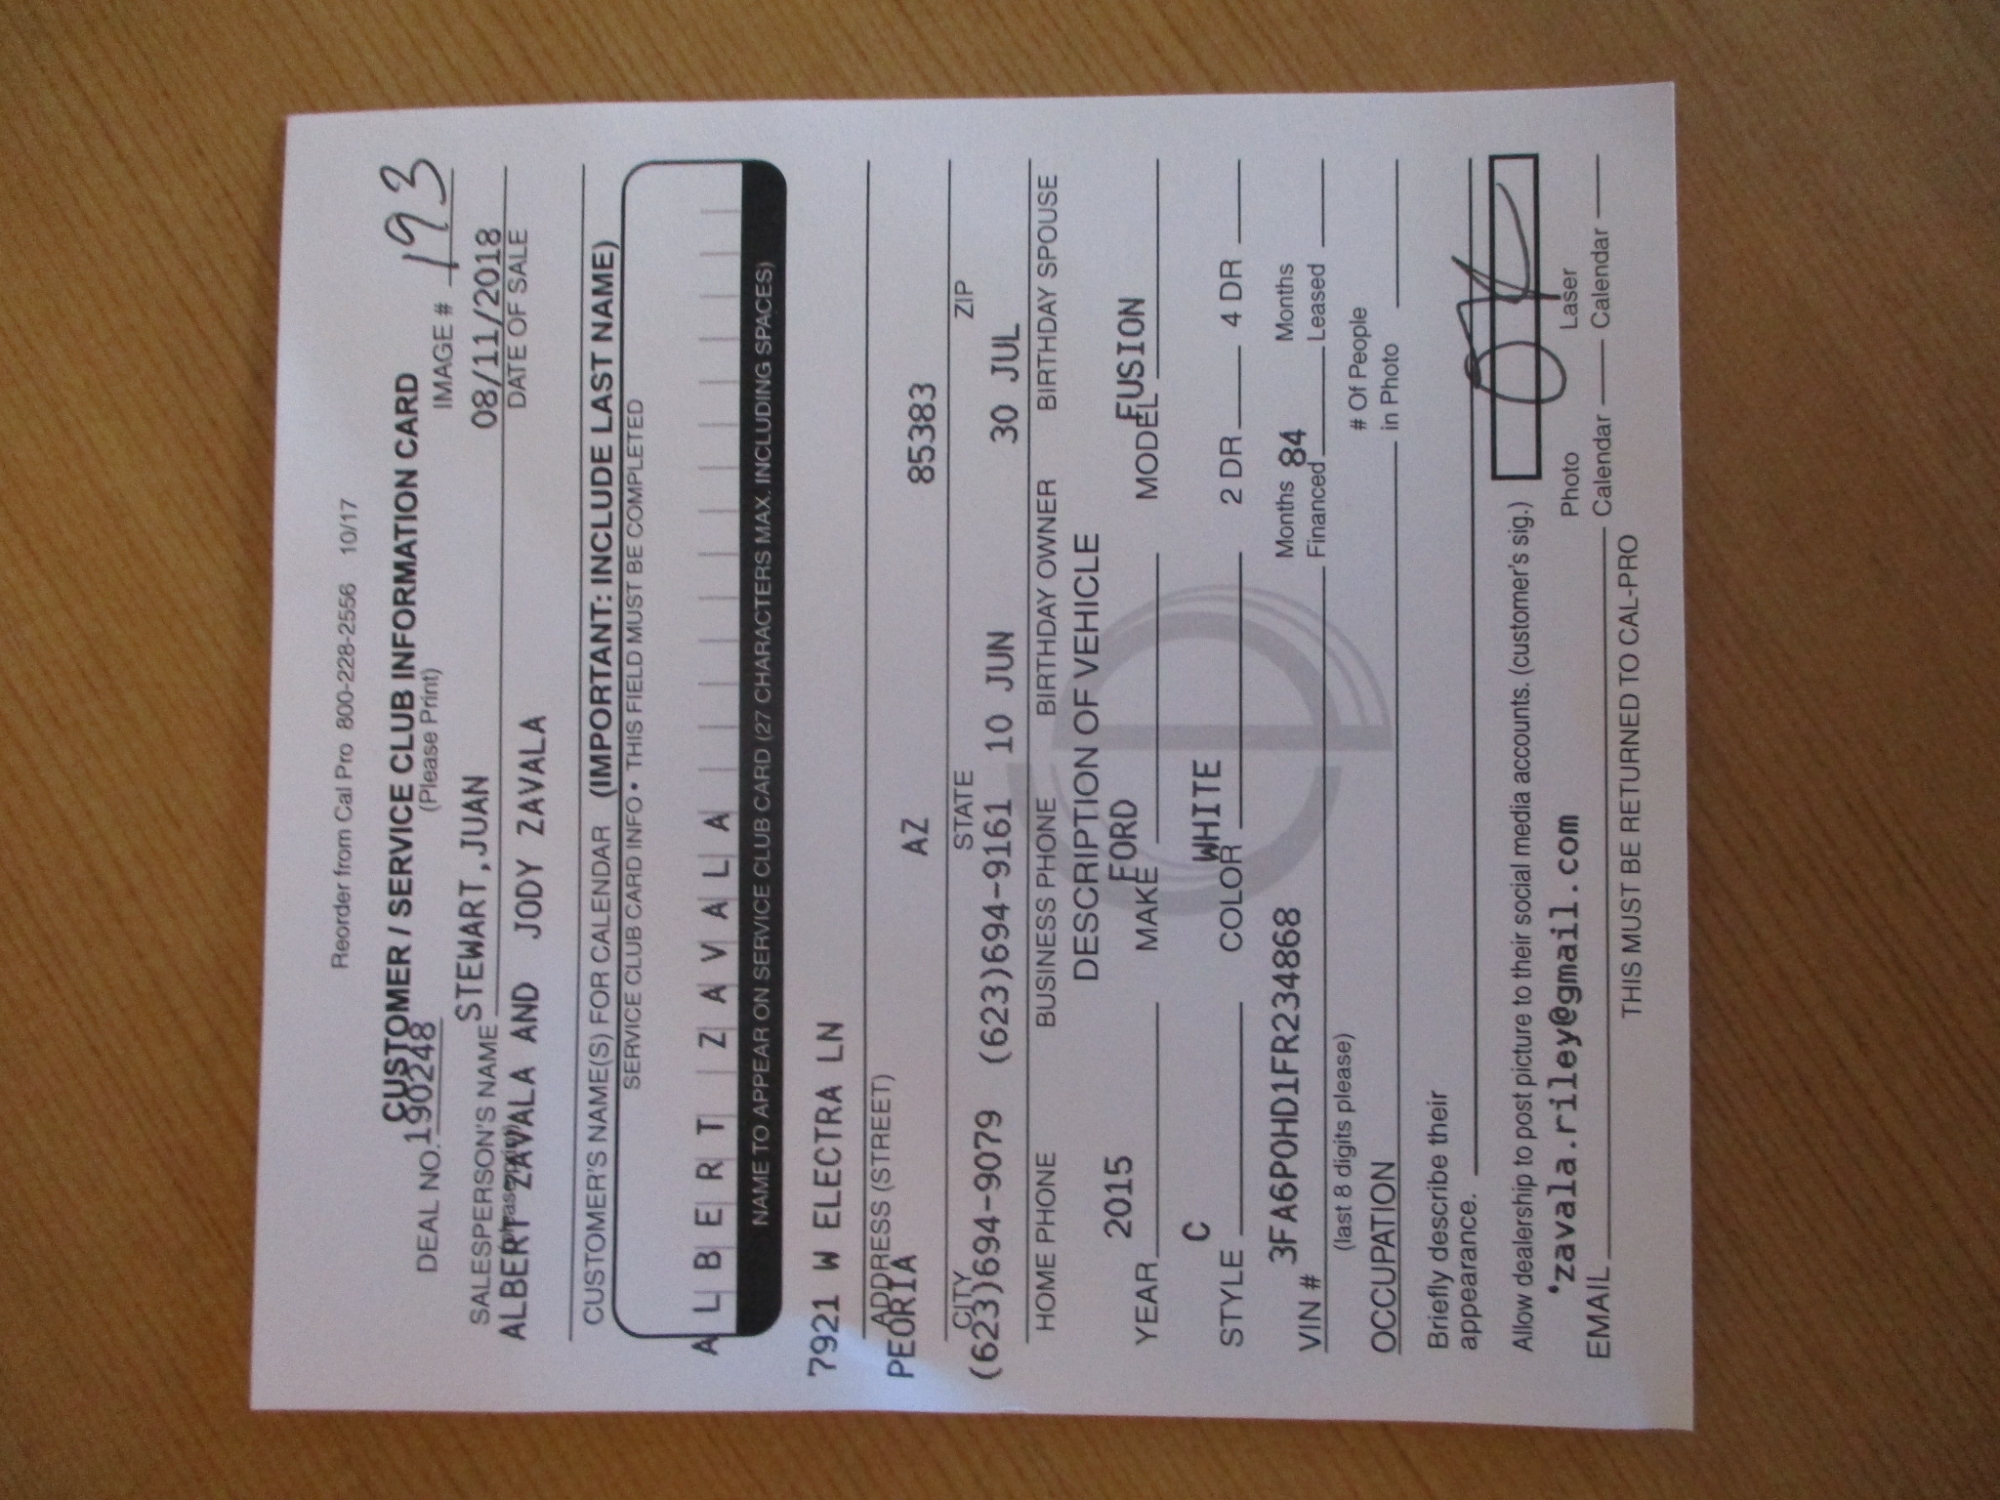 Reorder from Cal Pro 800-228-2556 10/17
CUSTOMER / SERVICE CLUB INFORMATION CARD
(Please Print)
DEAL NO. 190248 IMAGE # 193
SALESPERSON'S NAME STEWART,JUAN 08/11/2018
DATE OF SALE
ALBERT ZAVALA AND JODY ZAVALA
CUSTOMER'S NAME(S) FOR CALENDAR (IMPORTANT: INCLUDE LAST NAME)
SERVICE CLUB CARD INFO • THIS FIELD MUST BE COMPLETED
ALBERT ZAVALA
NAME TO APPEAR ON SERVICE CLUB CARD (27 CHARACTERS MAX. INCLUDING SPACES)
7921 W ELECTRA LN
ADDRESS (STREET)
PEORIA AZ 85383
CITY STATE ZIP
(623)694-9079 (623)694-9161 10 JUN 30 JUL
HOME PHONE BUSINESS PHONE BIRTHDAY OWNER BIRTHDAY SPOUSE
DESCRIPTION OF VEHICLE
YEAR 2015 MAKE FORD MODEL FUSION
STYLE C COLOR WHITE 2 DR 4 DR
VIN # 3FA6P0HD1FR234868 Months Financed 84 Months Leased
(last 8 digits please)
OCCUPATION # Of People in Photo
Briefly describe their
appearance.
Allow dealership to post picture to their social media accounts. (customer's sig.)
EMAIL 'zavala.riley@gmail.com Photo Calendar Laser Calendar
THIS MUST BE RETURNED TO CAL-PRO